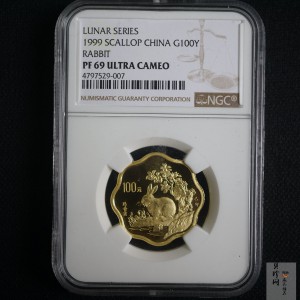 LUNAR SERIES
1999 SCALLOP CHINA G100Y
RABBIT
PF 69 ULTRA CAMEO
4797529-007
NUMISMATIC GUARANTY CORPORATION
NGC
100元